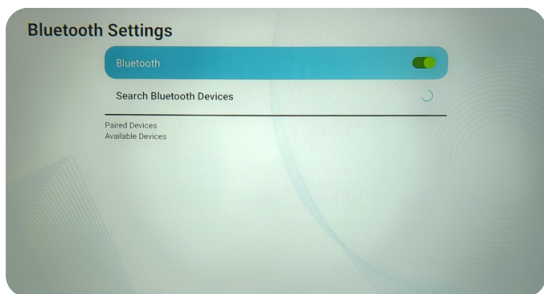 Bluetooth Settings
Bluetooth
Search Bluetooth Devices
Paired Devices
Available Devices